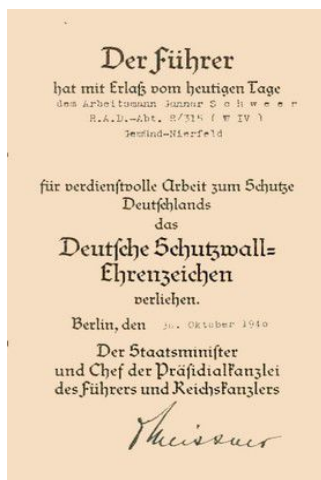 Der Führer
hat mit Erlaß vom heutigen Tage
dem Arbeitsmann Gunnar S c h w e e r
R.A.D.-Abt. 8/315 ( W IV )
Gemünd-Nierfeld
für verdienstvolle Arbeit zum Schutze
Deutschlands
das
Deutsche Schutzwall=
Ehrenzeichen
verliehen.
Berlin, den 30. Oktober 1940
Der Staatsminister
und Chef der Präsidialkanzlei
des Führers und Reichskanzlers
Meissner